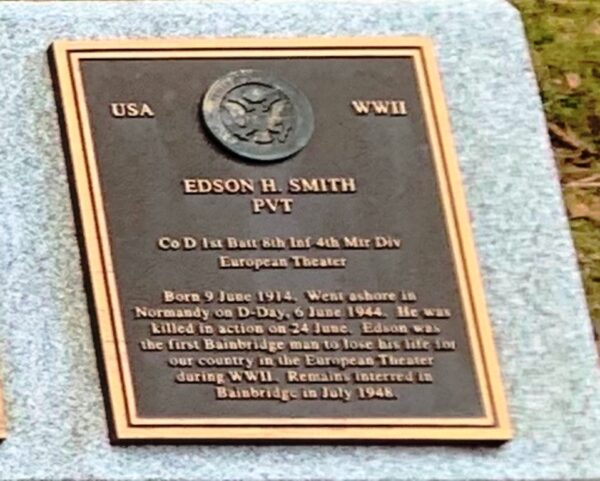 USA WWII
EDSON H. SMITH
PVT
Co D 1st Batt 8th Inf 4th Mtr Div
European Theater
Born 9 June 1914. Went ashore in
Normandy on D-Day, 6 June 1944. He was
killed in action on 24 June. Edson was
the first Bainbridge man to lose his life for
our country in the European Theater
during WWII. Remains interred in
Bainbridge in July 1948.